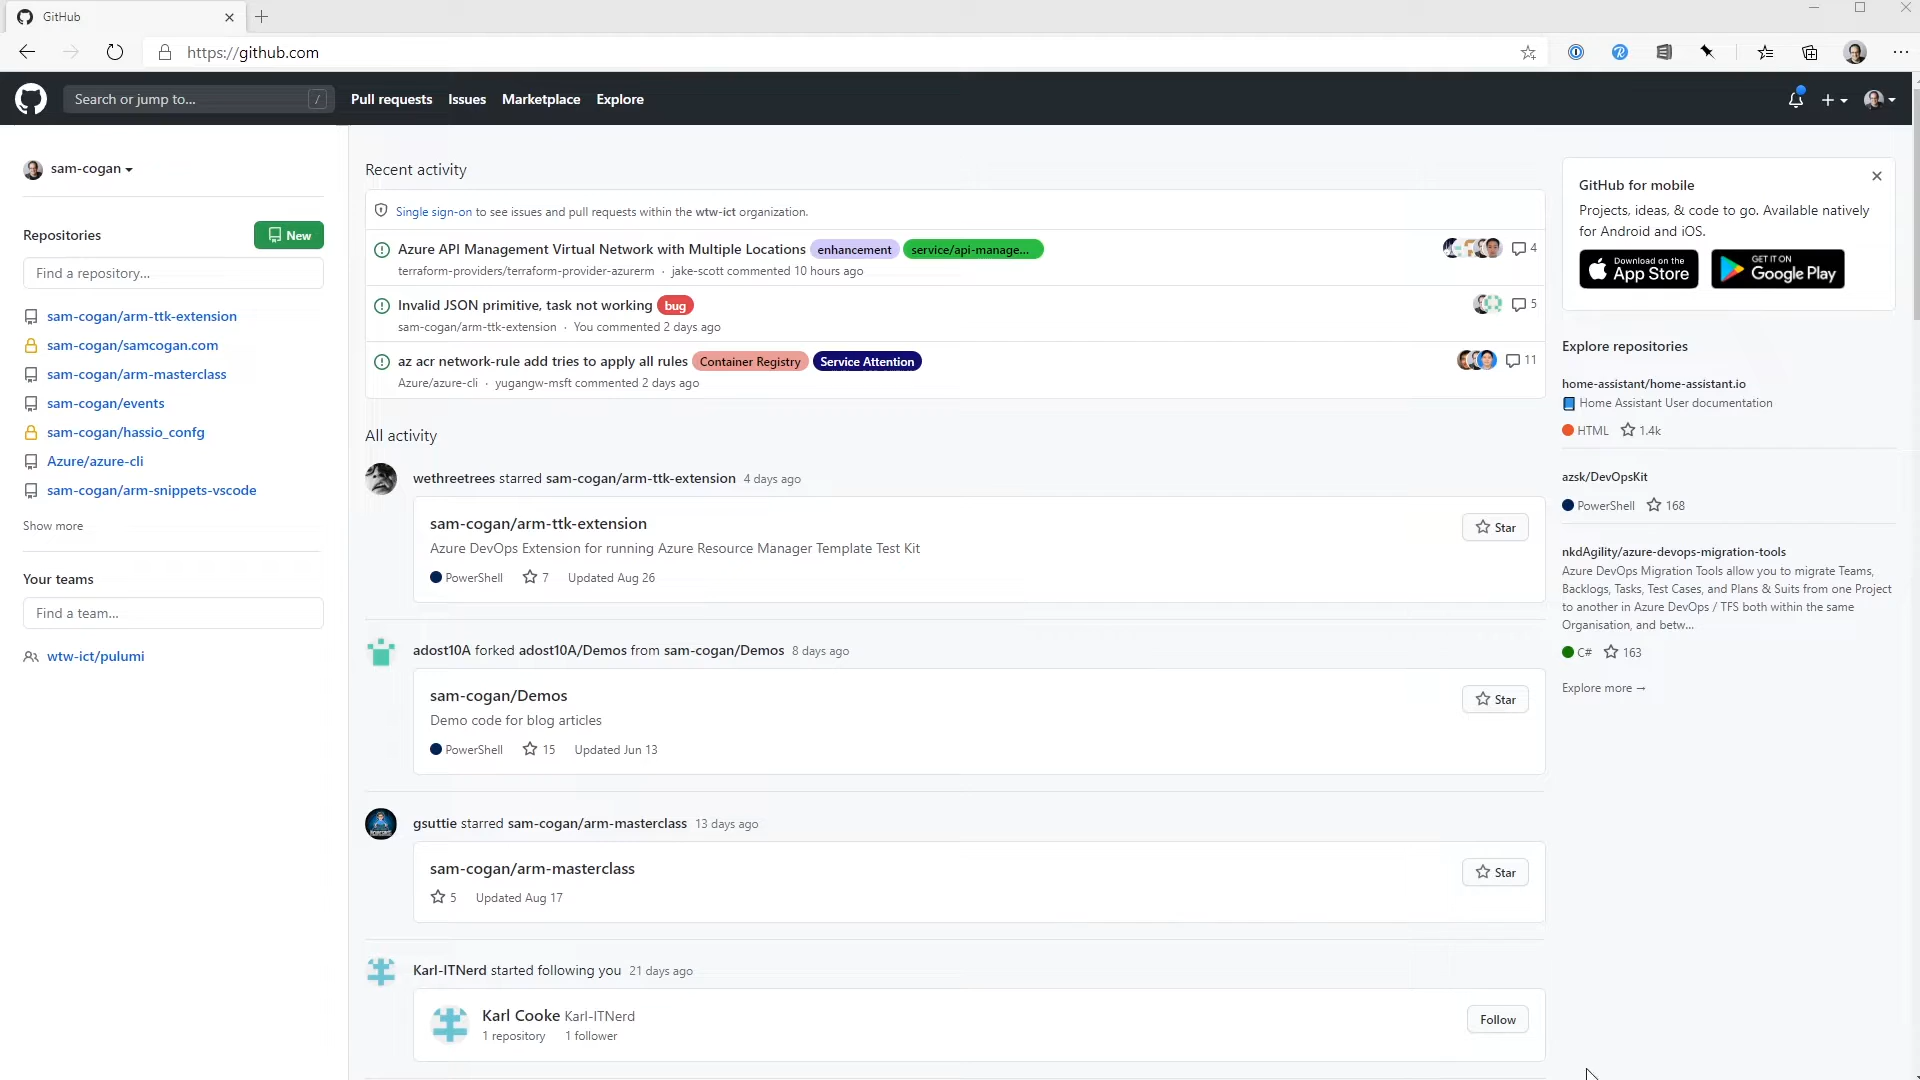 GitHub
https://github.com
Search or jump to...
/
Pull requests
Issues
Marketplace
Explore
sam-cogan
Repositories
New
Find a repository...
sam-cogan/arm-ttk-extension
sam-cogan/samcogan.com
sam-cogan/arm-masterclass
sam-cogan/events
sam-cogan/hassio_confg
Azure/azure-cli
sam-cogan/arm-snippets-vscode
Show more
Your teams
Find a team...
wtw-ict/pulumi
Recent activity
Single sign-on to see issues and pull requests within the wtw-ict organization.
Azure API Management Virtual Network with Multiple Locations enhancement service/api-manage... 4
terraform-providers/terraform-provider-azurerm · jake-scott commented 10 hours ago
Invalid JSON primitive, task not working bug 5
sam-cogan/arm-ttk-extension · You commented 2 days ago
az acr network-rule add tries to apply all rules Container Registry Service Attention 11
Azure/azure-cli · yugangw-msft commented 2 days ago
All activity
wethreetrees starred sam-cogan/arm-ttk-extension 4 days ago
sam-cogan/arm-ttk-extension
Star
Azure DevOps Extension for running Azure Resource Manager Template Test Kit
PowerShell 7 Updated Aug 26
adost10A forked adost10A/Demos from sam-cogan/Demos 8 days ago
sam-cogan/Demos
Star
Demo code for blog articles
PowerShell 15 Updated Jun 13
gsuttie starred sam-cogan/arm-masterclass 13 days ago
sam-cogan/arm-masterclass
Star
5 Updated Aug 17
Karl-ITNerd started following you 21 days ago
Karl Cooke Karl-ITNerd
1 repository 1 follower
Follow
GitHub for mobile
Projects, ideas, & code to go. Available natively
for Android and iOS.
Download on the
App Store
GET IT ON
Google Play
Explore repositories
home-assistant/home-assistant.io
Home Assistant User documentation
HTML 1.4k
azsk/DevOpsKit
PowerShell 168
nkdAgility/azure-devops-migration-tools
Azure DevOps Migration Tools allow you to migrate Teams,
Backlogs, Tasks, Test Cases, and Plans & Suits from one Project
to another in Azure DevOps / TFS both within the same
Organisation, and betw...
C# 163
Explore more →